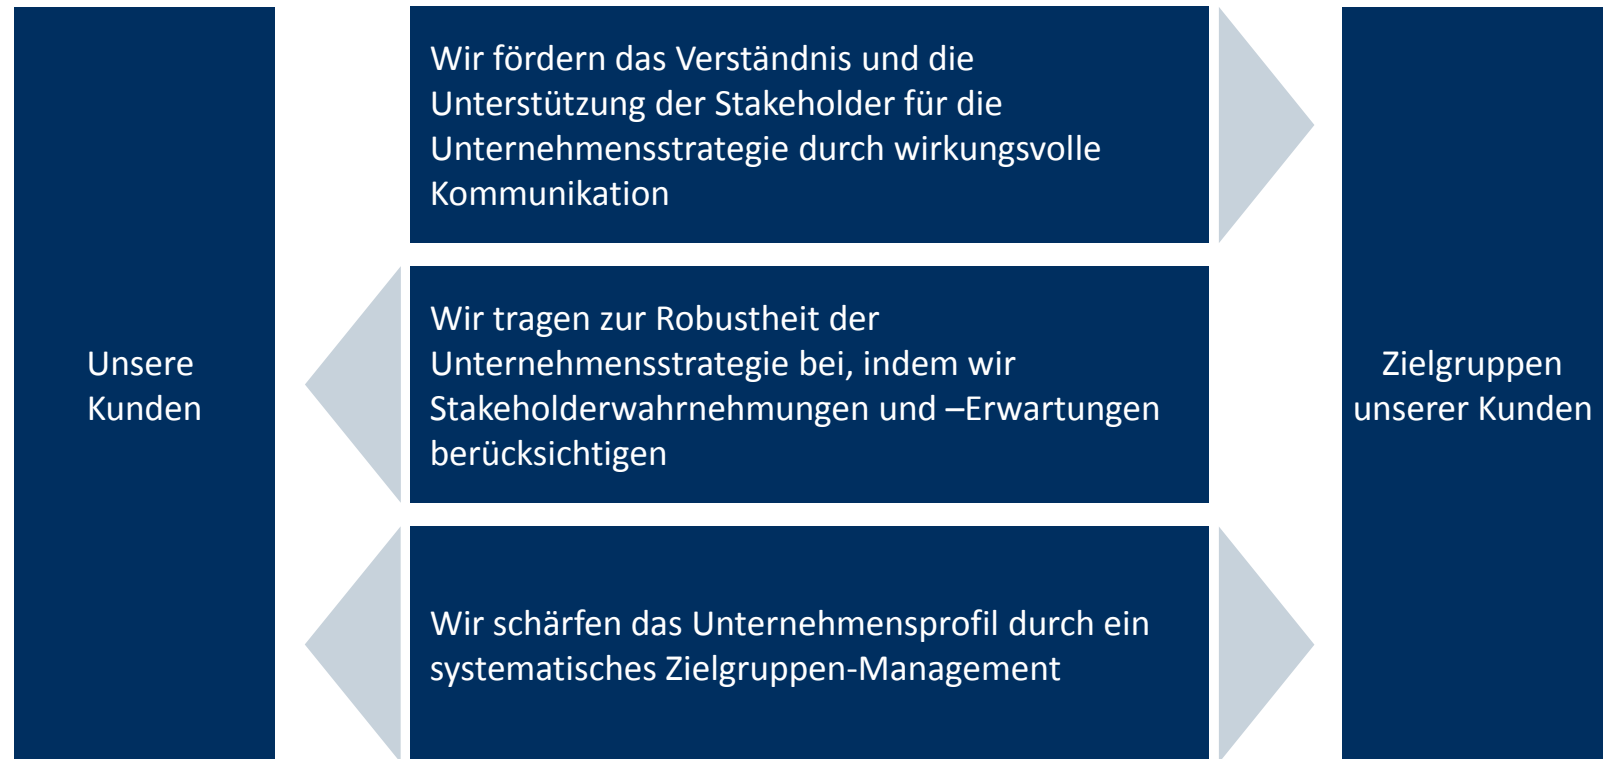 Wir fördern das Verständnis und die
Unterstützung der Stakeholder für die
Unternehmensstrategie durch wirkungsvolle
Kommunikation
Unsere
Kunden
Wir tragen zur Robustheit der
Unternehmensstrategie bei, indem wir
Stakeholderwahrnehmungen und –Erwartungen
berücksichtigen
Zielgruppen
unserer Kunden
Wir schärfen das Unternehmensprofil durch ein
systematisches Zielgruppen-Management